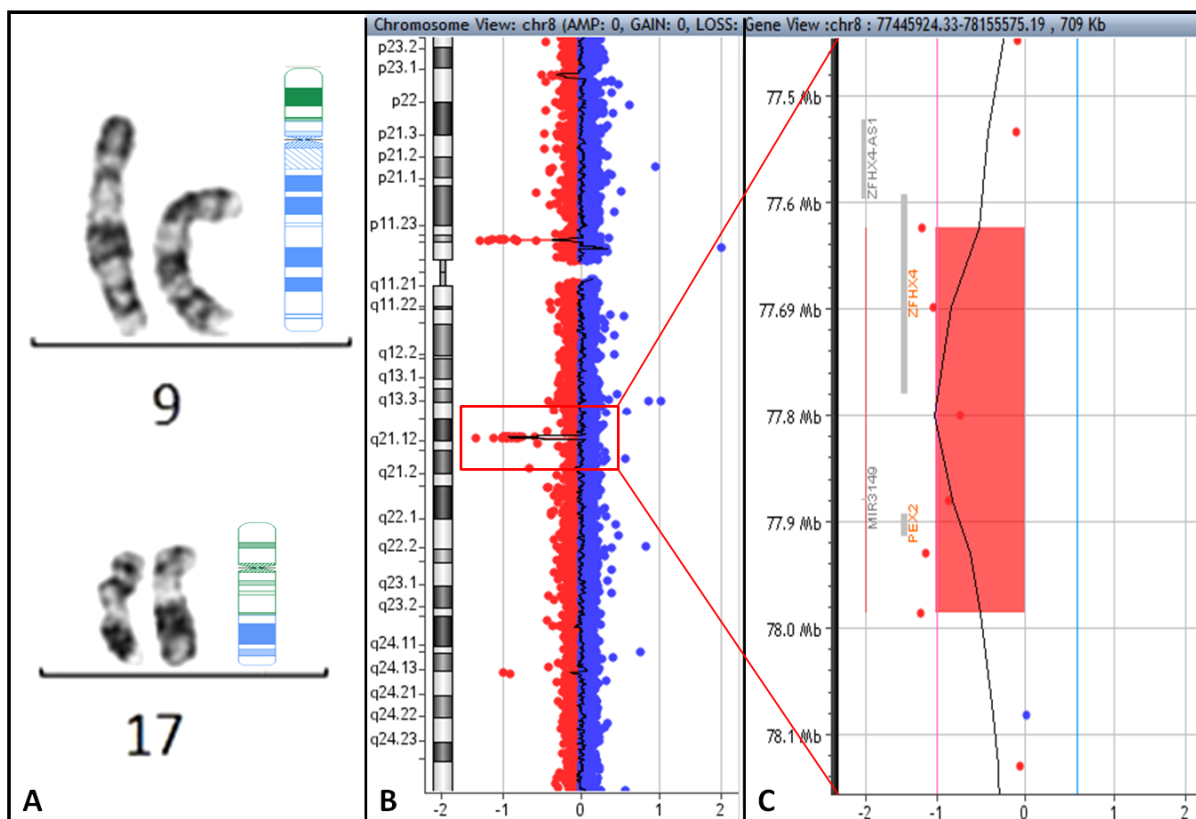 9
17
A
Chromosome View: chr8 (AMP: 0, GAIN: 0, LOSS:
p23.2
p23.1
p22
p21.3
p21.2
p21.1
p11.23
q11.21
q11.22
q12.2
q13.1
q13.3
q21.12
q21.2
q22.1
q22.2
q23.1
q23.2
q24.11
q24.13
q24.21
q24.22
q24.23
-2 -1 0 1 2
B
Gene View :chr8 : 77445924.33-78155575.19 , 709 Kb
77.5 Mb
77.6 Mb
77.69 Mb
77.8 Mb
77.9 Mb
78.0 Mb
78.1 Mb
ZFHX4-AS1
ZFHX4
MIR3149
PEX2
-2 -1 0 1 2
C